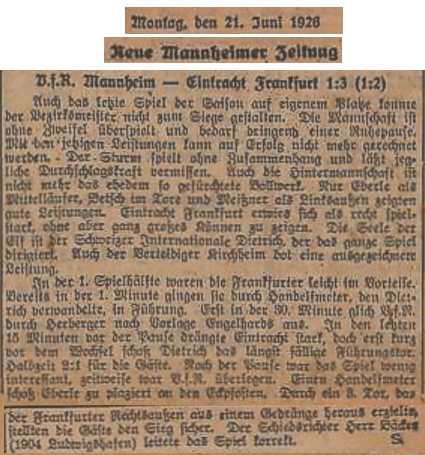 Montag, den 21. Juni 1926
Neue Mannheimer Zeitung
V.f.R. Mannheim — Eintracht Frankfurt 1:3 (1:2)
Auch das letzte Spiel der Saison auf eigenem Platze konnte
der Bezirksmeister nicht zum Siege gestalten. Die Mannschaft ist
ohne Zweifel überspielt und bedarf dringend einer Ruhepause.
Mit den jetzigen Leistungen kann auf Erfolg nicht mehr gerechnet
werden. Der Sturm spielt ohne Zusammenhang und läßt jeg-
liche Durchschlagskraft vermissen. Auch die Hintermannschaft ist
nicht mehr das ehedem so gefürchtete Bollwerk. Nur Eberle als
Mittelläufer, Betsch im Tore und Meißner als Linksaußen zeigten
gute Leistungen. Eintracht Frankfurt erwies sich als recht spiel-
stark, ohne aber ganz großes Können zu zeigen. Die Seele der
Elf ist der Schweizer Internationale Dietrich, der das ganze Spiel
dirigiert. Auch der Verteidiger Kirchheim bot eine ausgezeichnete
Leistung.
In der 1. Spielhälfte waren die Frankfurter leicht im Vorteile.
Bereits in der 1. Minute gingen sie durch Handelfmeter, den Diet-
rich verwandelte, in Führung. Erst in der 30. Minute glich V.f.R.
durch Herberger nach Vorlage Engelhards aus. In den letzten
15 Minuten vor der Pause drängte Eintracht stark, doch erst kurz
vor dem Wechsel schoß Dietrich das längst fällige Führungstor.
Halbzeit 2:1 für die Gäste. Nach der Pause war das Spiel wenig
interessant, zeitweise war V.f.R. überlegen. Einen Handelfmeter
schoß Eberle zu plaziert an den Eckpfosten. Durch ein 3. Tor, das
der Frankfurter Rechtsaußen aus einem Gedränge heraus erzielte,
stellten die Gäste den Sieg sicher. Der Schiedsrichter Herr
(1904 Ludwigshafen) leitete das Spiel korrekt. S.